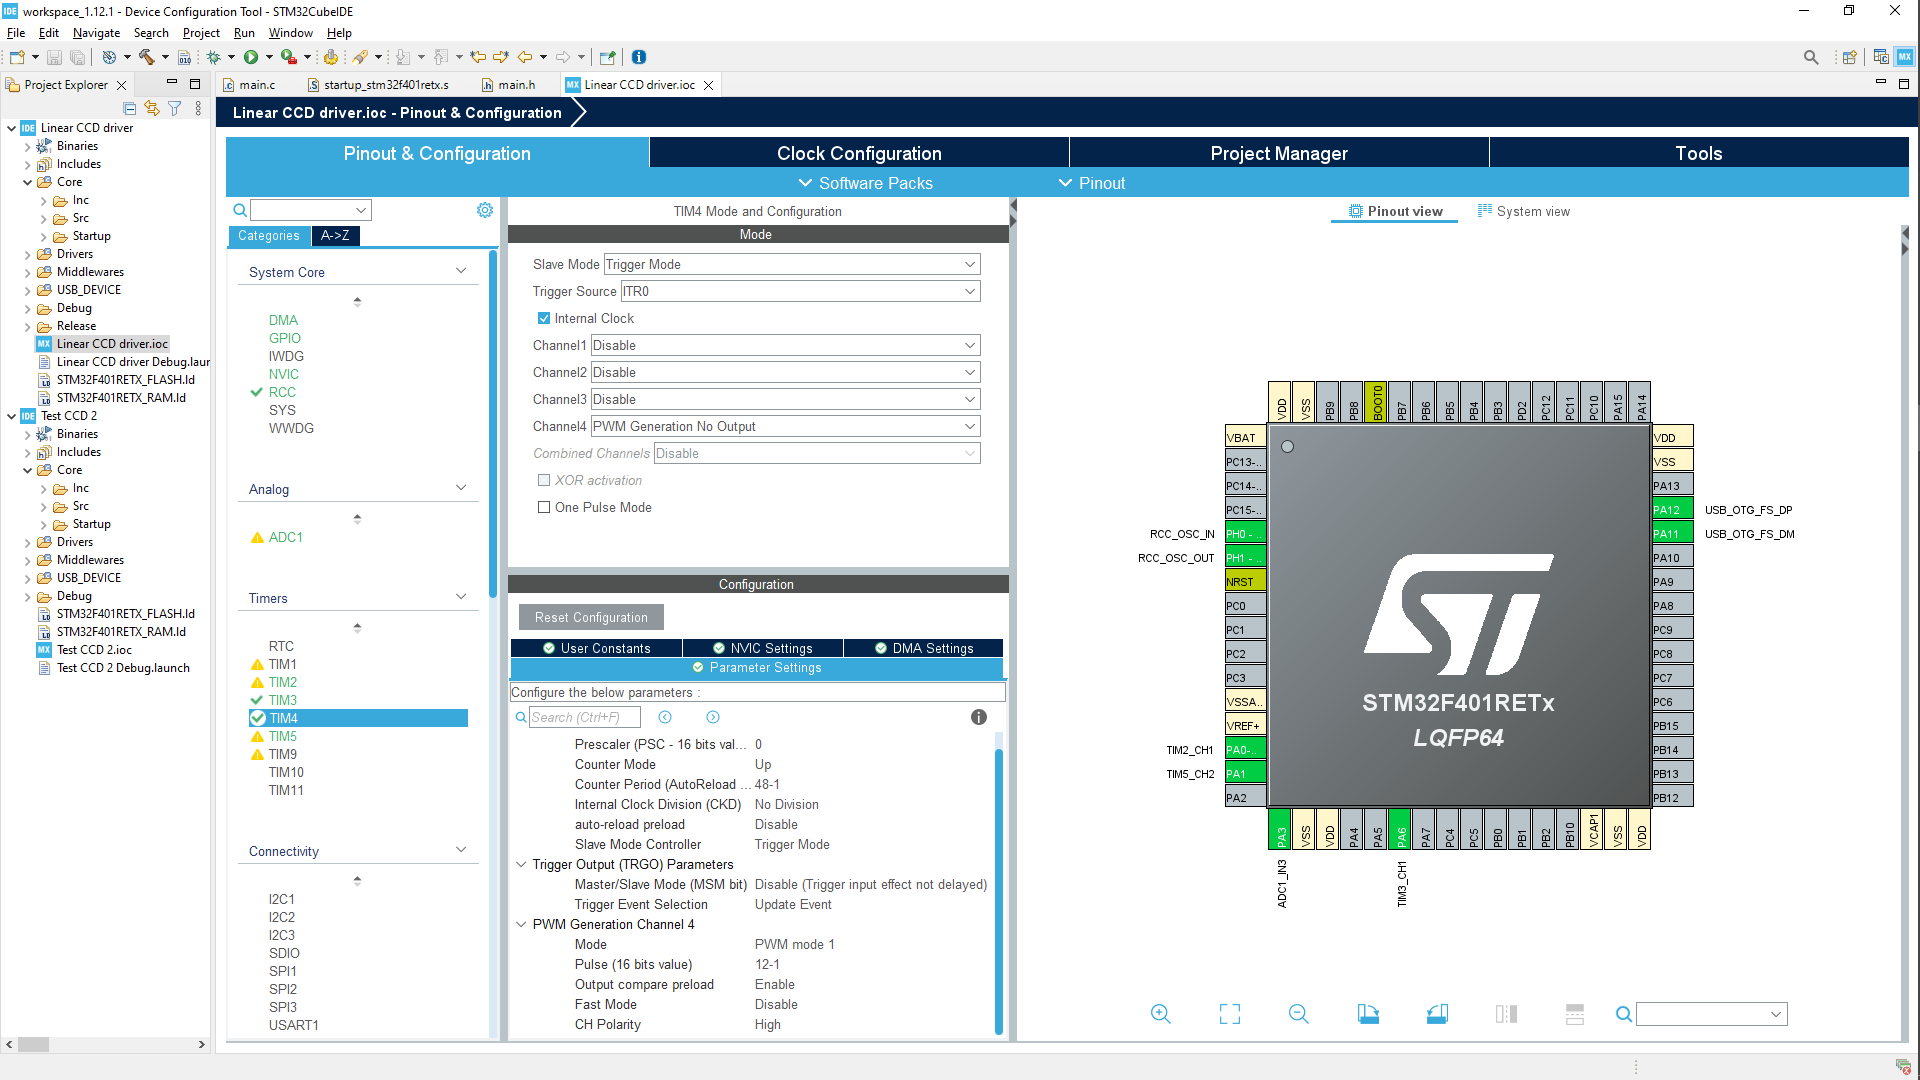 workspace_1.12.1 - Device Configuration Tool - STM32CubeIDE
File Edit Navigate Search Project Run Window Help
Project Explorer
main.c
startup_stm32f401retx.s
main.h
Linear CCD driver.ioc
Linear CCD driver
Binaries
Includes
Core
Inc
Src
Startup
Drivers
Middlewares
USB_DEVICE
Debug
Release
Linear CCD driver.ioc
Linear CCD driver Debug.laur
STM32F401RETX_FLASH.ld
STM32F401RETX_RAM.ld
Test CCD 2
Binaries
Includes
Core
Inc
Src
Startup
Drivers
Middlewares
USB_DEVICE
Debug
STM32F401RETX_FLASH.ld
STM32F401RETX_RAM.ld
Test CCD 2.ioc
Test CCD 2 Debug.launch
Linear CCD driver.ioc - Pinout & Configuration
Pinout & Configuration
Clock Configuration
Project Manager
Tools
Software Packs
Pinout
Categories
A->Z
System Core
DMA
GPIO
IWDG
NVIC
RCC
SYS
WWDG
Analog
ADC1
Timers
RTC
TIM1
TIM2
TIM3
TIM4
TIM5
TIM9
TIM10
TIM11
Connectivity
I2C1
I2C2
I2C3
SDIO
SPI1
SPI2
SPI3
USART1
TIM4 Mode and Configuration
Mode
Slave Mode Trigger Mode
Trigger Source ITR0
Internal Clock
Channel1 Disable
Channel2 Disable
Channel3 Disable
Channel4 PWM Generation No Output
Combined Channels Disable
XOR activation
One Pulse Mode
Configuration
Reset Configuration
User Constants
NVIC Settings
DMA Settings
Parameter Settings
Configure the below parameters :
Search (Ctrl+F)
Prescaler (PSC - 16 bits val... 0
Counter Mode Up
Counter Period (AutoReload ... 48-1
Internal Clock Division (CKD) No Division
auto-reload preload Disable
Slave Mode Controller Trigger Mode
Trigger Output (TRGO) Parameters
Master/Slave Mode (MSM bit) Disable (Trigger input effect not delayed)
Trigger Event Selection Update Event
PWM Generation Channel 4
Mode PWM mode 1
Pulse (16 bits value) 12-1
Output compare preload Enable
Fast Mode Disable
CH Polarity High
Pinout view
System view
VDD VSS PB9 PB8 BOOT0 PB7 PB6 PB5 PB4 PB3 PD2 PC12 PC11 PC10 PA15 PA14
VBAT
PC13-..
PC14-..
PC15-..
RCC_OSC_IN PH0 - ..
RCC_OSC_OUT PH1 - ..
NRST
PC0
PC1
PC2
PC3
VSSA..
VREF+
TIM2_CH1 PA0-..
TIM5_CH2 PA1
PA2
STM32F401RETx
LQFP64
VDD
VSS
PA13
PA12 USB_OTG_FS_DP
PA11 USB_OTG_FS_DM
PA10
PA9
PA8
PC9
PC8
PC7
PC6
PB15
PB14
PB13
PB12
PA3 VSS VDD PA4 PA5 PA6 PA7 PC4 PC5 PB0 PB1 PB2 PB10 VCAP1 VSS VDD
ADC1_IN3
TIM3_CH1